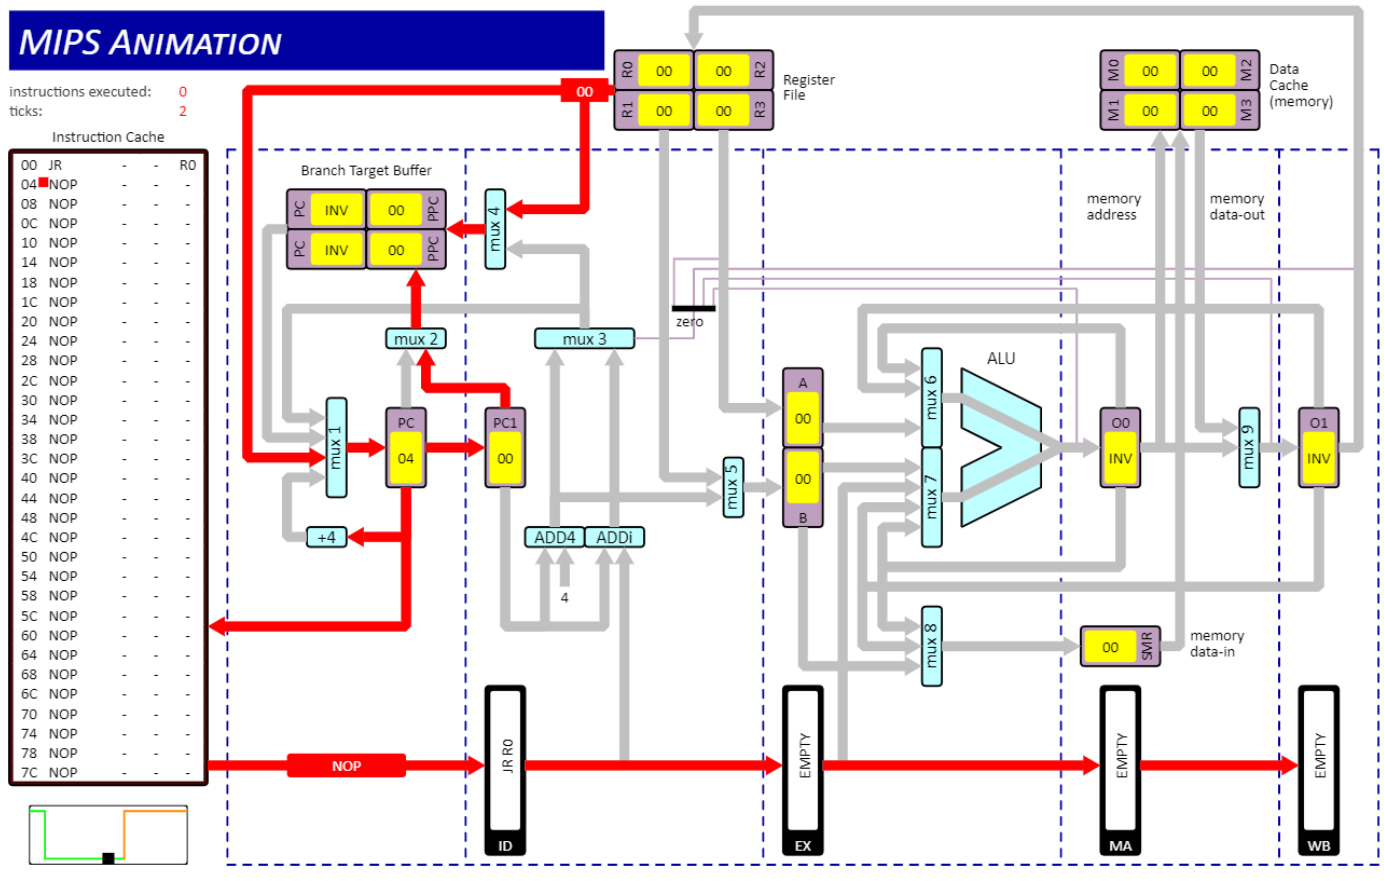 MIPS ANIMATION
instructions executed: 0
ticks: 2
Instruction Cache
00 JR - - R0
04 NOP - - -
08 NOP - - -
0C NOP - - -
10 NOP - - -
14 NOP - - -
18 NOP - - -
1C NOP - - -
20 NOP - - -
24 NOP - - -
28 NOP - - -
2C NOP - - -
30 NOP - - -
34 NOP - - -
38 NOP - - -
3C NOP - - -
40 NOP - - -
44 NOP - - -
48 NOP - - -
4C NOP - - -
50 NOP - - -
54 NOP - - -
58 NOP - - -
5C NOP - - -
60 NOP - - -
64 NOP - - -
68 NOP - - -
6C NOP - - -
70 NOP - - -
74 NOP - - -
78 NOP - - -
7C NOP - - -
00
R0 00 00 R2
R1 00 00 R3
Register
File
M0 00 00 M2
M1 00 00 M3
Data
Cache
(memory)
Branch Target Buffer
PC INV 00 PPC
PC INV 00 PPC
mux 4
memory
address
memory
data-out
zero
mux 2
mux 3
mux 1
PC
04
PC1
00
+4
ADD4
ADDi
4
mux 5
A
00
00
B
mux 6
mux 7
ALU
O0
INV
mux 9
O1
INV
mux 8
00 SMR
memory
data-in
NOP
JR R0
ID
EMPTY
EX
EMPTY
MA
EMPTY
WB